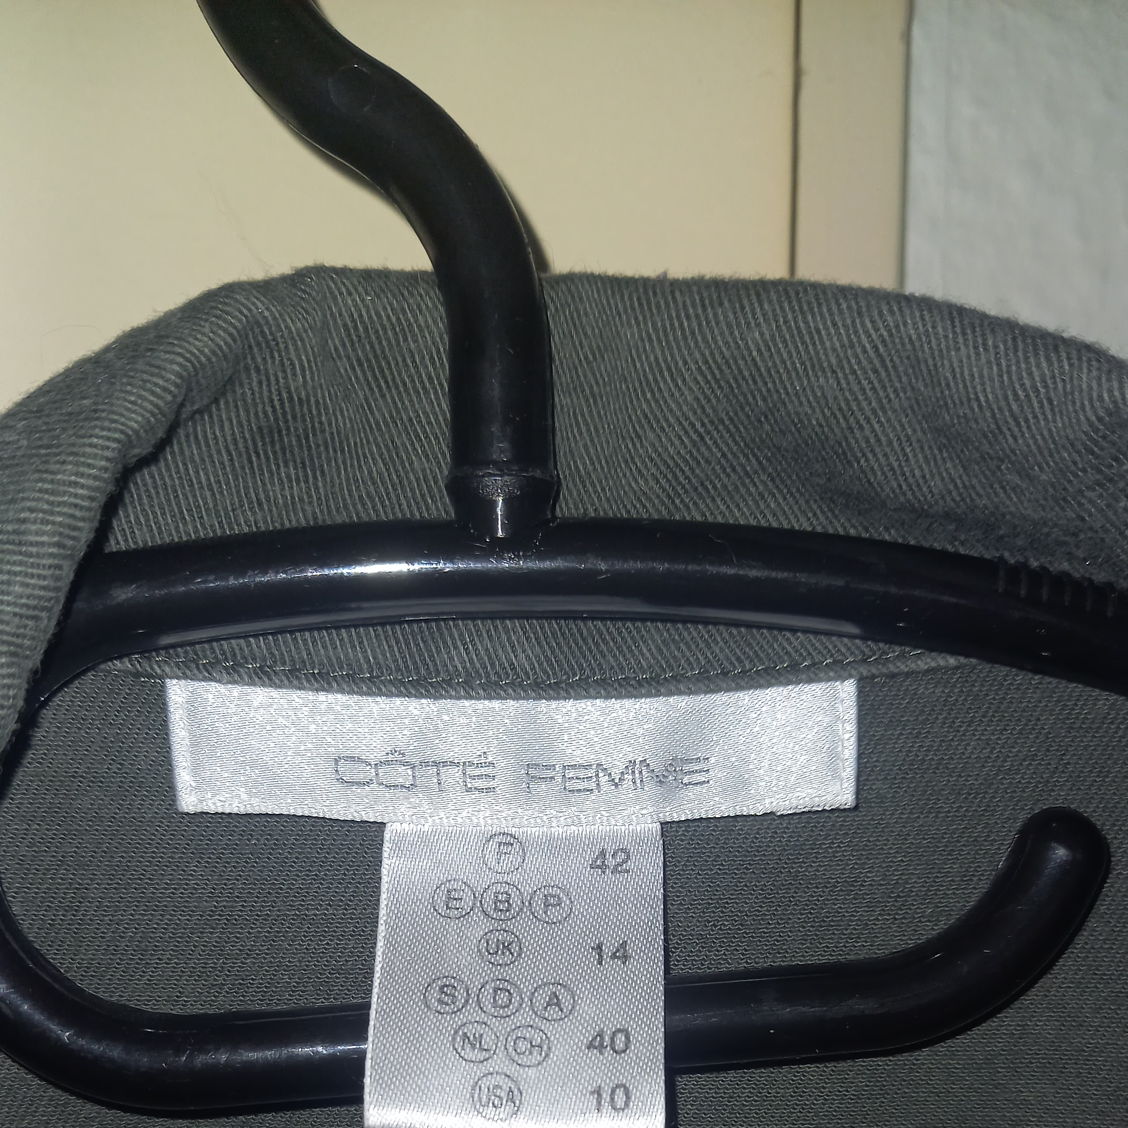 CÔTÉ FEMME
F 42
E B P
UK 14
S D A
NL CH 40
USA 10